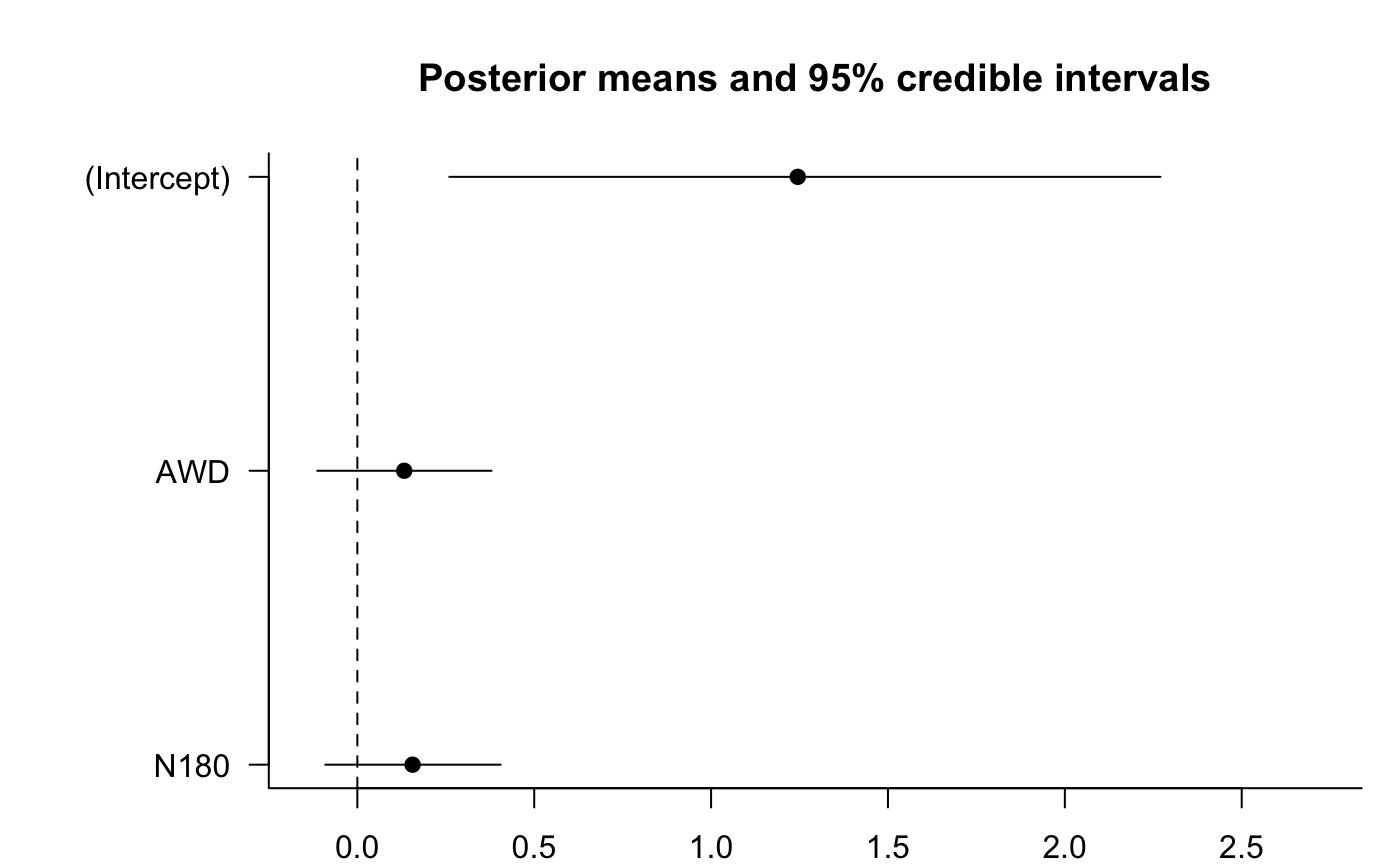 Posterior means and 95% credible intervals
(Intercept)
AWD
N180
0.0 0.5 1.0 1.5 2.0 2.5